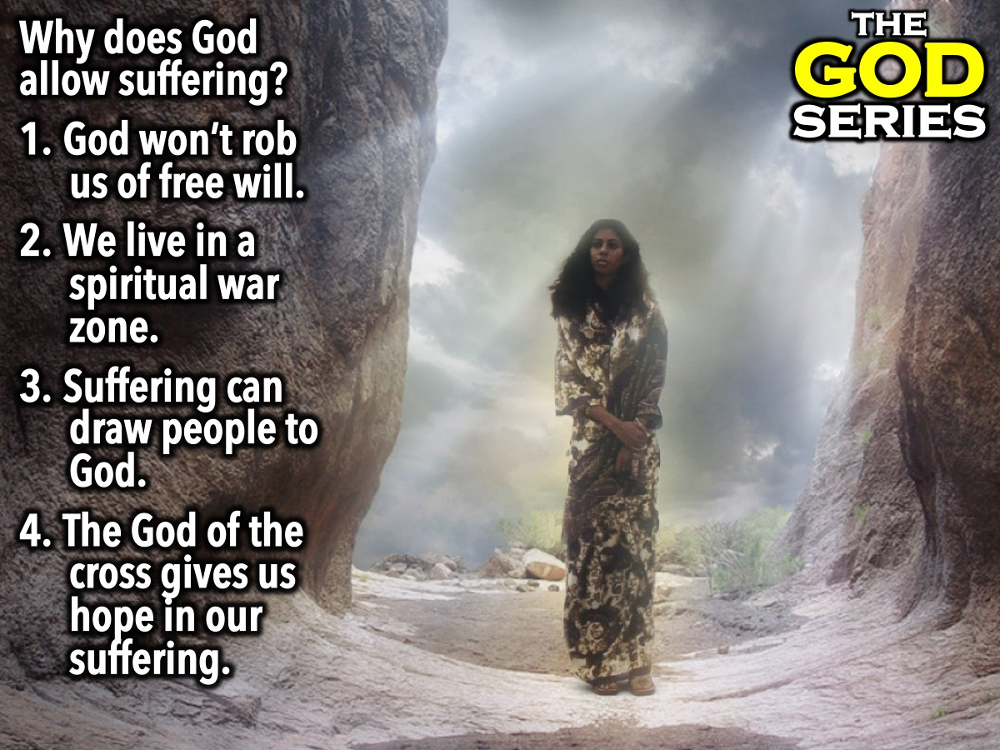 Why does God
allow suffering?
1. God won't rob
us of free will.
2. We live in a
spiritual war
zone.
3. Suffering can
draw people to
God.
4. The God of the
cross gives us
hope in our
suffering.
THE
GOD
SERIES